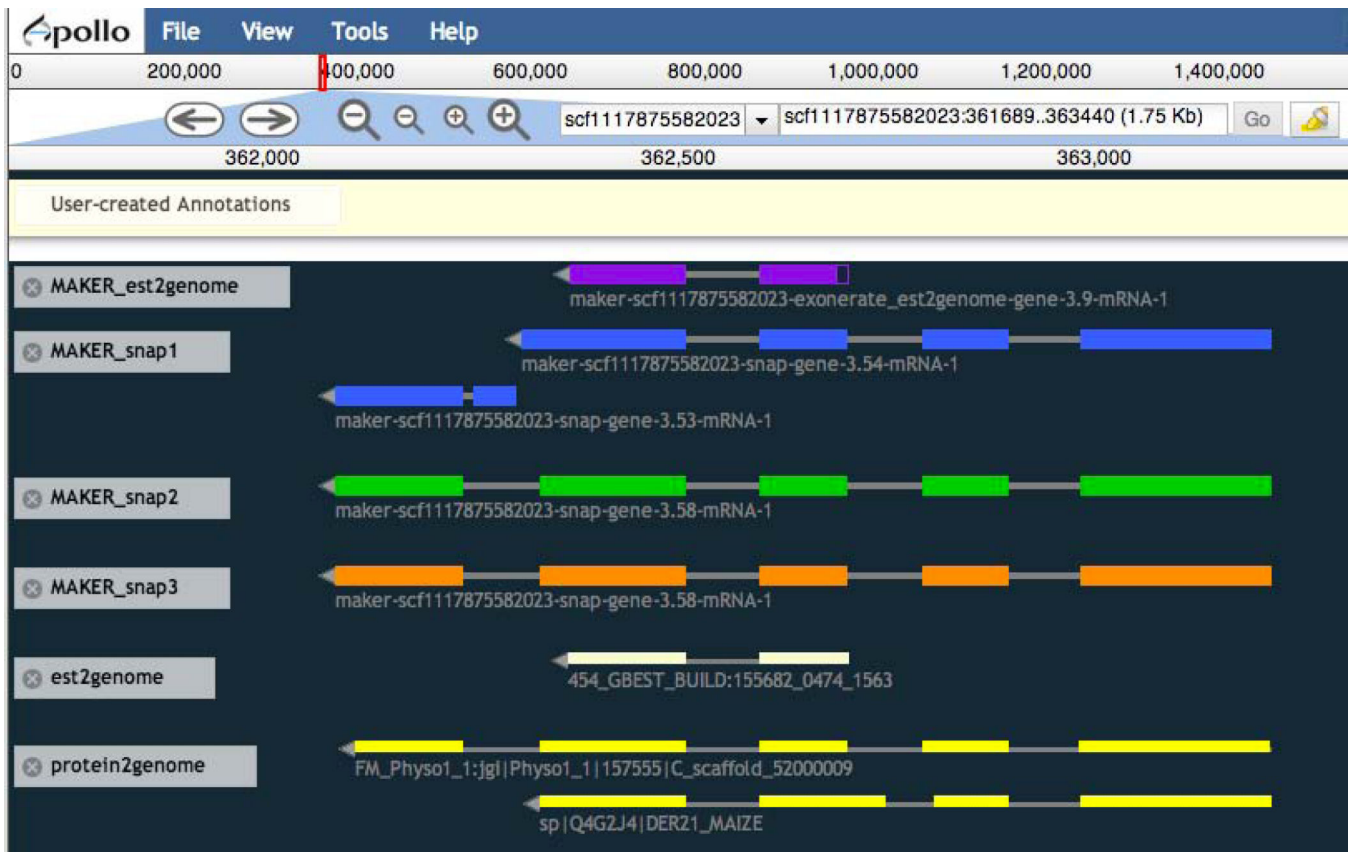 Apollo File View Tools Help
0 200,000 400,000 600,000 800,000 1,000,000 1,200,000 1,400,000
scf1117875582023 scf1117875582023:361689..363440 (1.75 Kb) Go
362,000 362,500 363,000
User-created Annotations
MAKER_est2genome
maker-scf1117875582023-exonerate_est2genome-gene-3.9-mRNA-1
MAKER_snap1
maker-scf1117875582023-snap-gene-3.54-mRNA-1
maker-scf1117875582023-snap-gene-3.53-mRNA-1
MAKER_snap2
maker-scf1117875582023-snap-gene-3.58-mRNA-1
MAKER_snap3
maker-scf1117875582023-snap-gene-3.58-mRNA-1
est2genome
454_GBEST_BUILD:155682_0474_1563
protein2genome
FM_Physo1_1:jgi|Physo1_1|157555|C_scaffold_52000009
sp|Q4G2J4|DER21_MAIZE